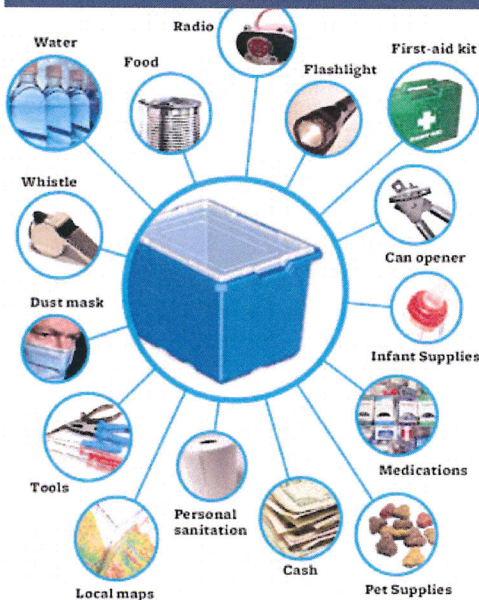 Radio
Water
First-aid kit
Food
Flashlight
Whistle
Can opener
Dust mask
Infant Supplies
Medications
Tools
Personal
sanitation
Cash
Local maps
Pet Supplies